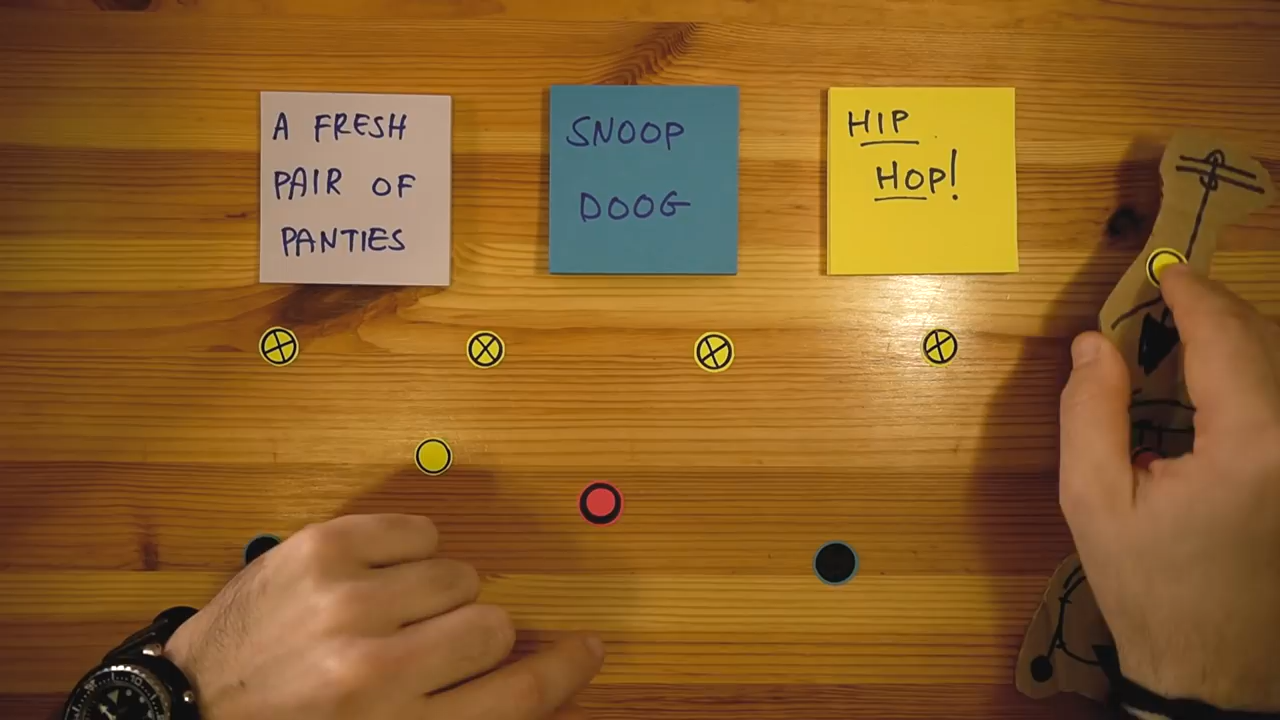 A FRESH
PAIR OF
PANTIES
SNOOP
DOOG
HIP
HOP!